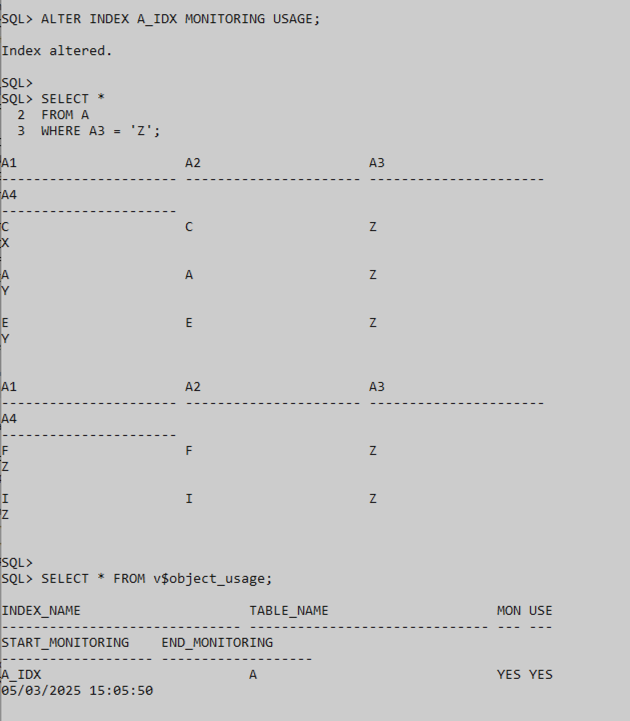 SQL> ALTER INDEX A_IDX MONITORING USAGE;
Index altered.
SQL>
SQL> SELECT *
2 FROM A
3 WHERE A3 = 'Z';
A1 A2 A3
---------------------- ---------------------- ----------------------
A4
----------------------
C C Z
X
A A Z
Y
E E Z
Y
A1 A2 A3
---------------------- ---------------------- ----------------------
A4
----------------------
F F Z
Z
I I Z
Z
SQL>
SQL> SELECT * FROM v$object_usage;
INDEX_NAME TABLE_NAME MON USE
------------------------------ ------------------------------ --- ---
START_MONITORING END_MONITORING
------------------- -------------------
A_IDX A YES YES
05/03/2025 15:05:50